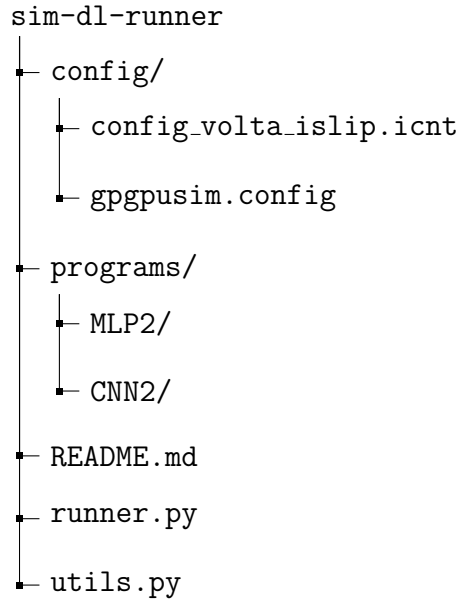 sim-dl-runner
config/
config_volta_islip.icnt
gpgpusim.config
programs/
MLP2/
CNN2/
README.md
runner.py
utils.py